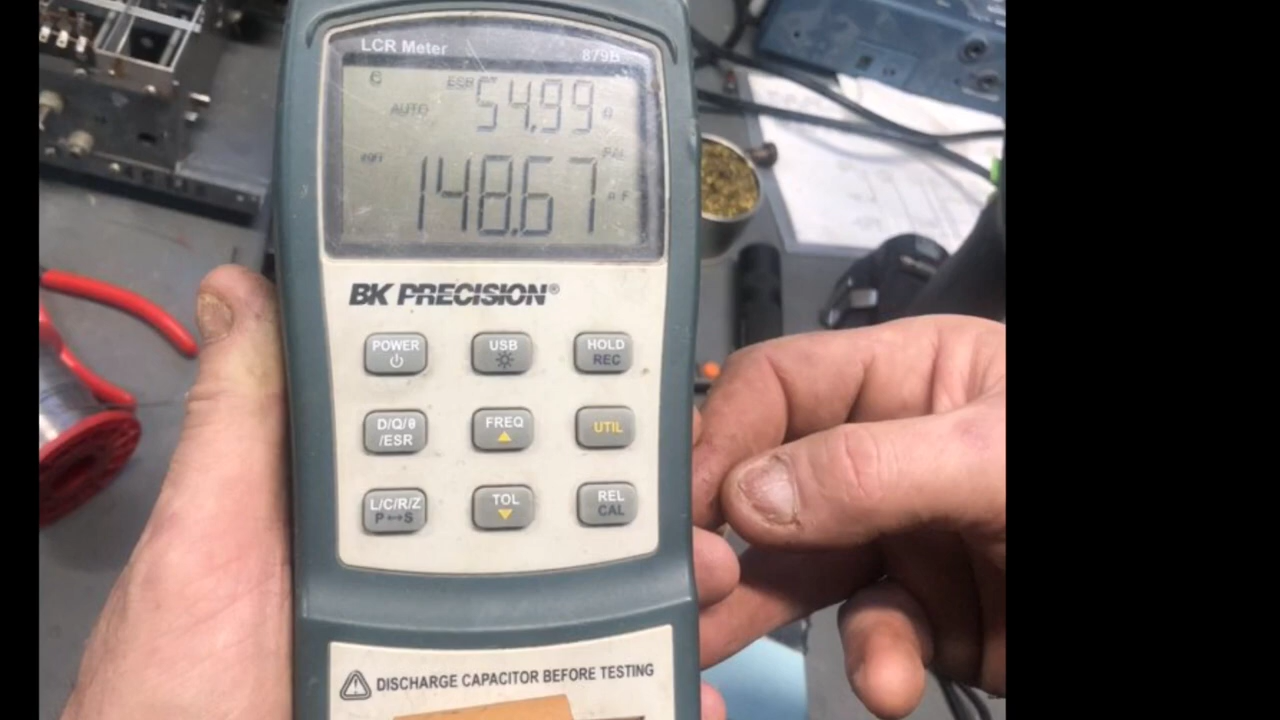 LCR Meter 879B
ESR 54.99 Ω
AUTO
148.67
BK PRECISION®
POWER USB HOLD
REC
D/Q/θ FREQ UTIL
/ESR
L/C/R/Z TOL REL
P↔S CAL
DISCHARGE CAPACITOR BEFORE TESTING